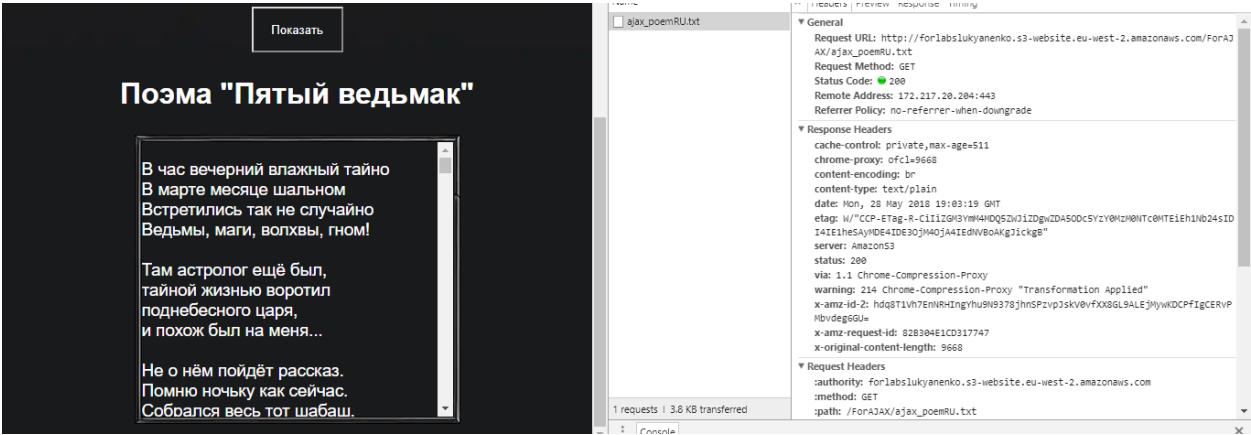 Показать
Поэма "Пятый ведьмак"
В час вечерний влажный тайно
В марте месяце шальном
Встретились так не случайно
Ведьмы, маги, волхвы, гном!
Там астролог ещё был,
тайной жизнью воротил
поднебесного царя,
и похож был на меня...
Не о нём пойдёт рассказ.
Помню ночьку как сейчас.
Собрался весь тот шабаш.
Name
ajax_poemRU.txt
1 requests | 3.8 KB transferred
Headers Preview Response Timing
General
Request URL: http://forlabslukyanenko.s3-website.eu-west-2.amazonaws.com/ForAJ
AX/ajax_poemRU.txt
Request Method: GET
Status Code: 200
Remote Address: 172.217.20.204:443
Referrer Policy: no-referrer-when-downgrade
Response Headers
cache-control: private,max-age=511
chrome-proxy: ofcl=9668
content-encoding: br
content-type: text/plain
date: Mon, 28 May 2018 19:03:19 GMT
server: AmazonS3
status: 200
via: 1.1 Chrome-Compression-Proxy
warning: 214 Chrome-Compression-Proxy "Transformation Applied"
x-amz-request-id: 82B304E1CD317747
x-original-content-length: 9668
Request Headers
:authority: forlabslukyanenko.s3-website.eu-west-2.amazonaws.com
:method: GET
:path: /ForAJAX/ajax_poemRU.txt
Console